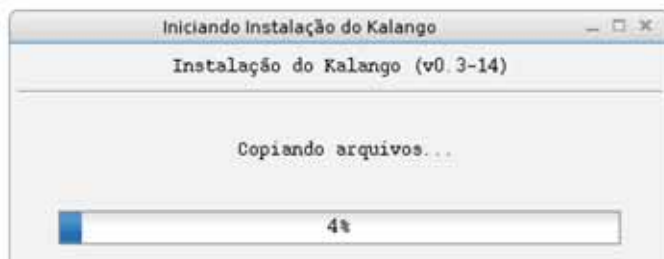 Iniciando Instalação do Kalango
Instalação do Kalango (v0.3-14)
Copiando arquivos...
4%